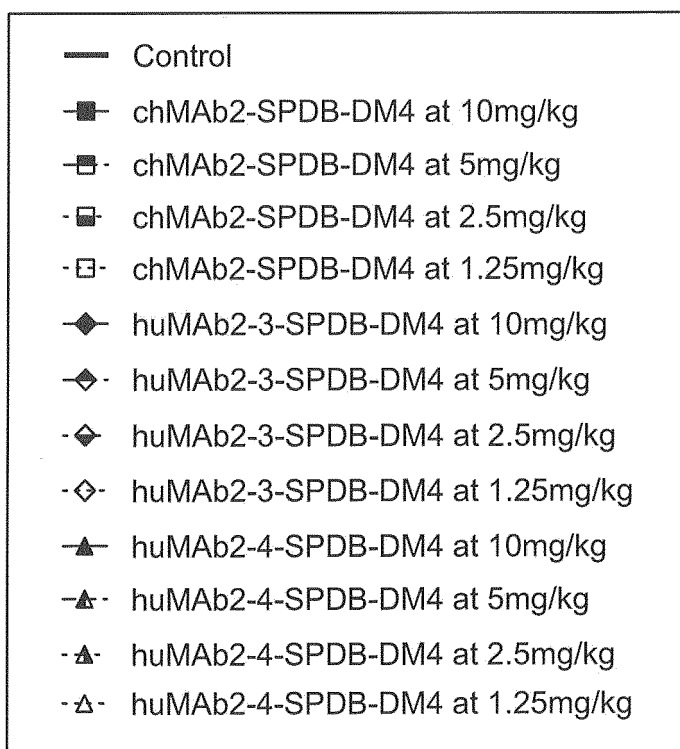 Control
chMAb2-SPDB-DM4 at 10mg/kg
chMAb2-SPDB-DM4 at 5mg/kg
chMAb2-SPDB-DM4 at 2.5mg/kg
chMAb2-SPDB-DM4 at 1.25mg/kg
huMAb2-3-SPDB-DM4 at 10mg/kg
huMAb2-3-SPDB-DM4 at 5mg/kg
huMAb2-3-SPDB-DM4 at 2.5mg/kg
huMAb2-3-SPDB-DM4 at 1.25mg/kg
huMAb2-4-SPDB-DM4 at 10mg/kg
huMAb2-4-SPDB-DM4 at 5mg/kg
huMAb2-4-SPDB-DM4 at 2.5mg/kg
huMAb2-4-SPDB-DM4 at 1.25mg/kg